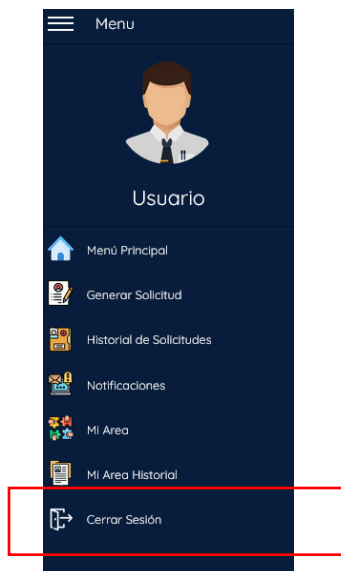 Menu
Usuario
Menú Principal
Generar Solicitud
Historial de Solicitudes
Notificaciones
Mi Area
Mi Area Historial
Cerrar Sesión